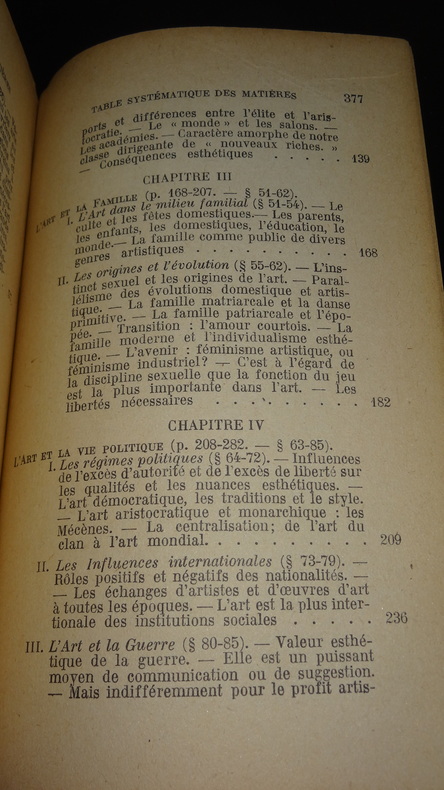 TABLE SYSTÉMATIQUE DES MATIÈRES 377
ports et différences entre l'élite et l'aris-
tocratie. — Le « monde » et les salons. —
Les académies. — Caractère amorphe de notre
classe dirigeante de « nouveaux riches. »
— Conséquences esthétiques . . . . . 139
CHAPITRE III
L'ART ET LA FAMILLE (p. 168-207. — § 51-62).
I. L'Art dans le milieu familial (§ 51-54). — Le
culte et les fêtes domestiques.— Les parents,
les enfants, les domestiques, l'éducation, le
monde.— La famille comme public de divers
genres artistiques . . . . . . . . . . . 168
II. Les origines et l'évolution (§ 55-62). — L'ins-
tinct sexuel et les origines de l'art. — Paral-
lélisme des évolutions domestique et artis-
tique. — La famille matriarcale et la danse
primitive. — La famille patriarcale et l'épo-
pée. — Transition : l'amour courtois. — La
famille moderne et l'individualisme esthé-
tique. — L'avenir : féminisme artistique, ou
féminisme industriel? — C'est à l'égard de
la discipline sexuelle que la fonction du jeu
est la plus importante dans l'art. — Les
libertés nécessaires . . . . . . . . 182
CHAPITRE IV
L'ART ET LA VIE POLITIQUE (p. 208-282. — § 63-85).
I. Les régimes politiques (§ 64-72). — Influences
de l'excès d'autorité et de l'excès de liberté sur
les qualités et les nuances esthétiques. —
L'art démocratique, les traditions et le style.
— L'art aristocratique et monarchique : les
Mécènes. — La centralisation; de l'art du
clan à l'art mondial. . . . . . . . . . 209
II. Les Influences internationales (§ 73-79). —
Rôles positifs et négatifs des nationalités. —
— Les échanges d'artistes et d'œuvres d'art
à toutes les époques. — L'art est la plus inter-
nationale des institutions sociales . . . . . 236
III. L'Art et la Guerre (§ 80-85). — Valeur esthé-
tique de la guerre. — Elle est un puissant
moyen de communication ou de suggestion.
— Mais indifféremment pour le profit artis-